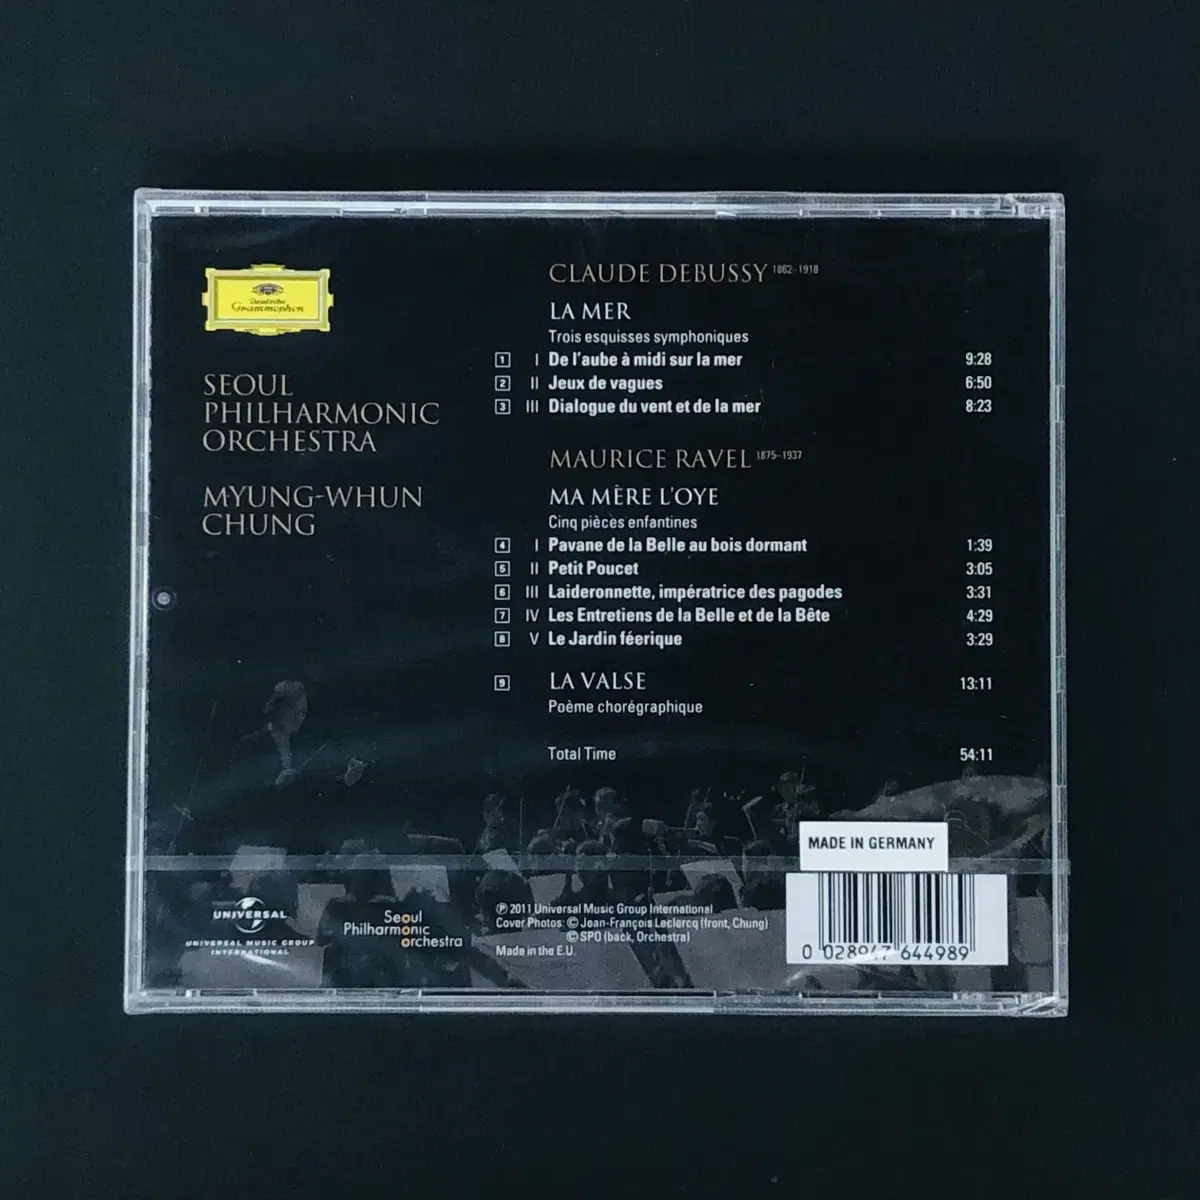 Deutsche
Grammophon
SEOUL
PHILHARMONIC
ORCHESTRA
MYUNG-WHUN
CHUNG
CLAUDE DEBUSSY 1862–1918
LA MER
Trois esquisses symphoniques
1 I De l'aube à midi sur la mer 9:28
2 II Jeux de vagues 6:50
3 III Dialogue du vent et de la mer 8:23
MAURICE RAVEL 1875–1937
MA MÈRE L'OYE
Cinq pièces enfantines
4 I Pavane de la Belle au bois dormant 1:39
5 II Petit Poucet 3:05
6 III Laideronnette, impératrice des pagodes 3:31
7 IV Les Entretiens de la Belle et de la Bête 4:29
8 V Le Jardin féerique 3:29
9 LA VALSE 13:11
Poème chorégraphique
Total Time 54:11
MADE IN GERMANY
UNIVERSAL
UNIVERSAL MUSIC GROUP
INTERNATIONAL
Seoul
Philharmonic
orchestra
℗ 2011 Universal Music Group International
Cover Photos: © Jean-François Leclercq (front, Chung)
© SPO (back, Orchestra)
Made in the E.U.
0 028947 644989